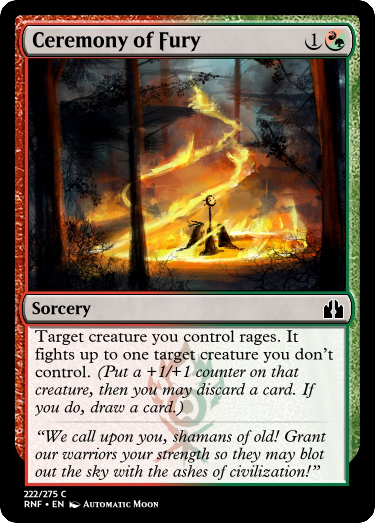 Ceremony of Fury 1
Sorcery
Target creature you control rages. It
fights up to one target creature you don't
control. (Put a +1/+1 counter on that
creature, then you may discard a card. If
you do, draw a card.)
“We call upon you, shamans of old! Grant
our warriors your strength so they may blot
out the sky with the ashes of civilization!”
222/275 C
RNF • EN Automatic Moon